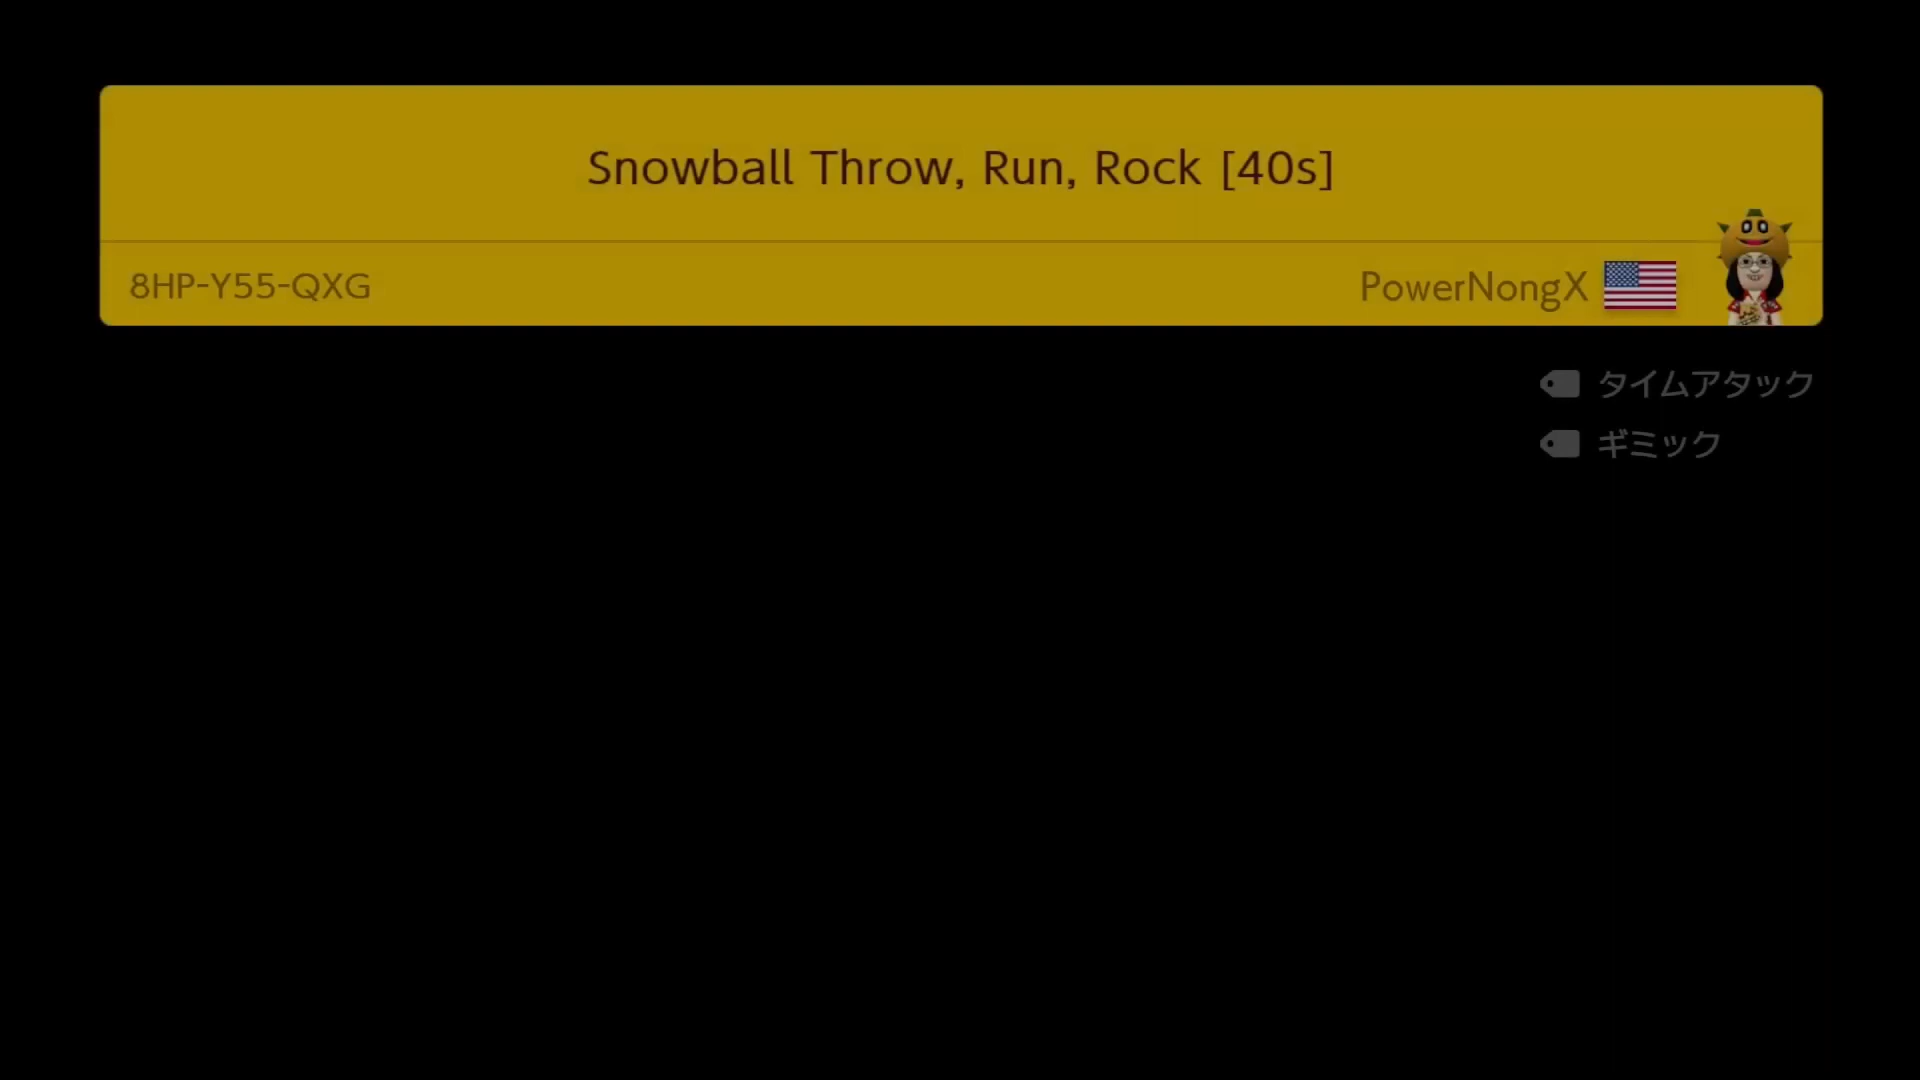 Snowball Throw, Run, Rock [40s]
8HP-Y55-QXG
PowerNongX
タイムアタック
ギミック